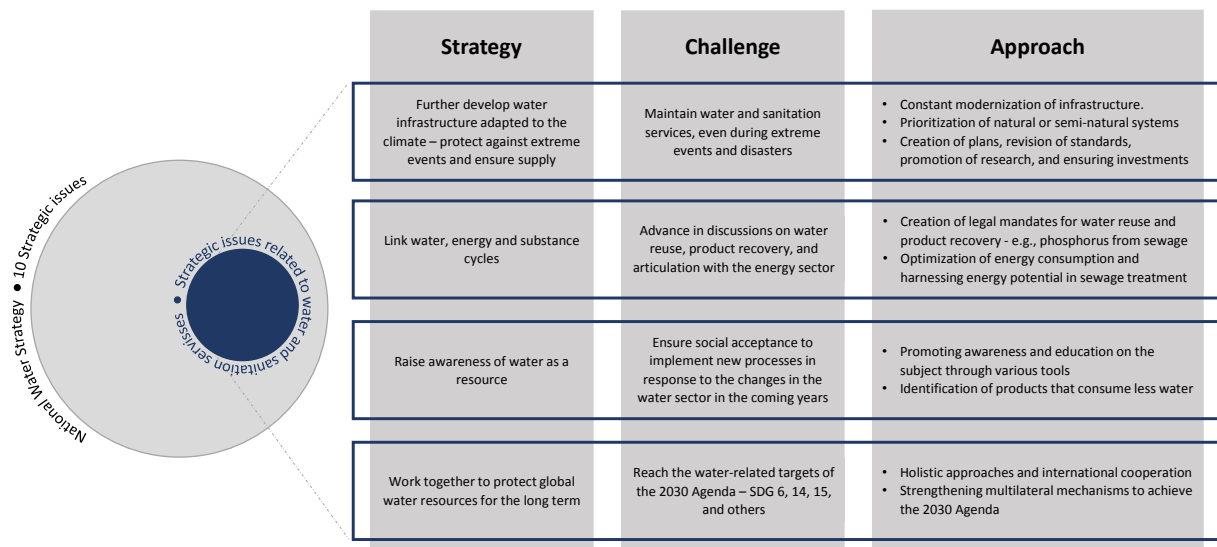 Strategy
Challenge
Approach
National Water Strategy • 10 Strategic issues
• Strategic issues related to water and sanitation servisses
Further develop water
infrastructure adapted to the
climate – protect against extreme
events and ensure supply
Maintain water and sanitation
services, even during extreme
events and disasters
• Constant modernization of infrastructure.
• Prioritization of natural or semi-natural systems
• Creation of plans, revision of standards,
promotion of research, and ensuring investments
Link water, energy and substance
cycles
Advance in discussions on water
reuse, product recovery, and
articulation with the energy sector
• Creation of legal mandates for water reuse and
product recovery - e.g., phosphorus from sewage
• Optimization of energy consumption and
harnessing energy potential in sewage treatment
Raise awareness of water as a
resource
Ensure social acceptance to
implement new processes in
response to the changes in the
water sector in the coming years
• Promoting awareness and education on the
subject through various tools
• Identification of products that consume less water
Work together to protect global
water resources for the long term
Reach the water-related targets of
the 2030 Agenda – SDG 6, 14, 15,
and others
• Holistic approaches and international cooperation
• Strengthening multilateral mechanisms to achieve
the 2030 Agenda